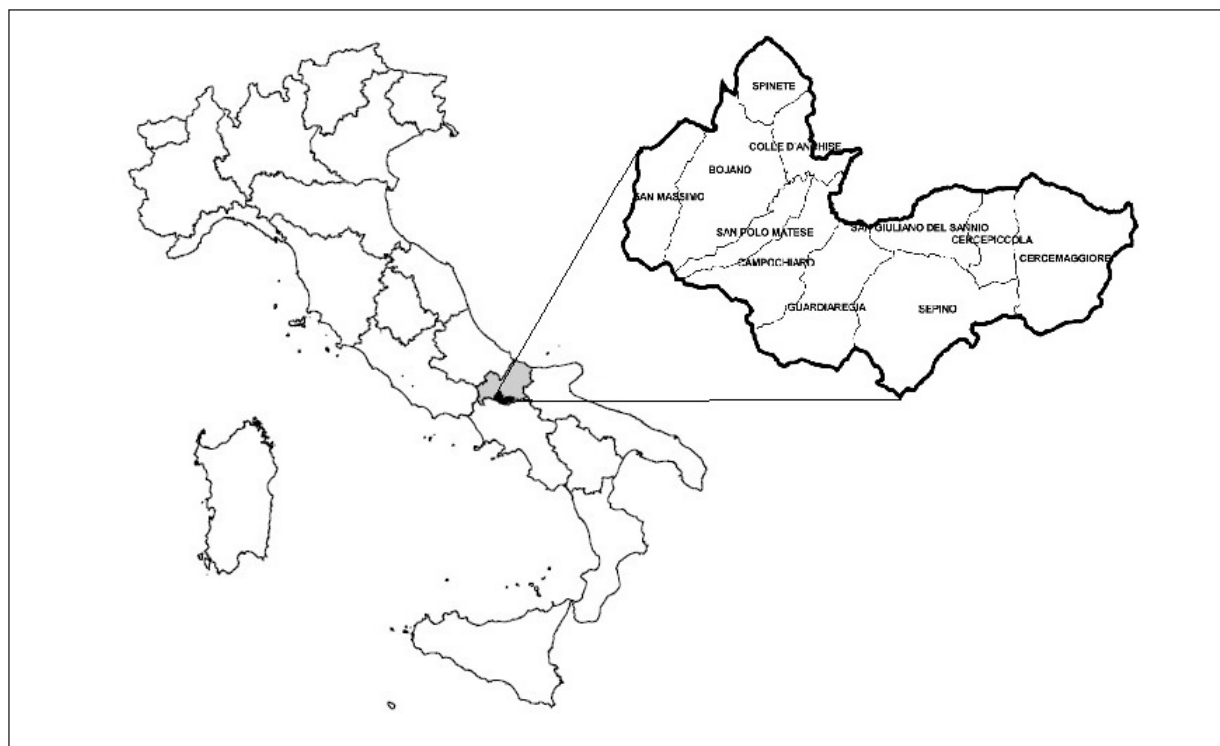 SPINETE
COLLE D'ANCHISE
BOJANO
SAN MASSIMO
SAN POLO MATESE
SAN GIULIANO DEL SANNIO
CERCEPICCOLA
CAMPOCHIARO
CERCEMAGGIORE
GUARDIAREGIA
SEPINO